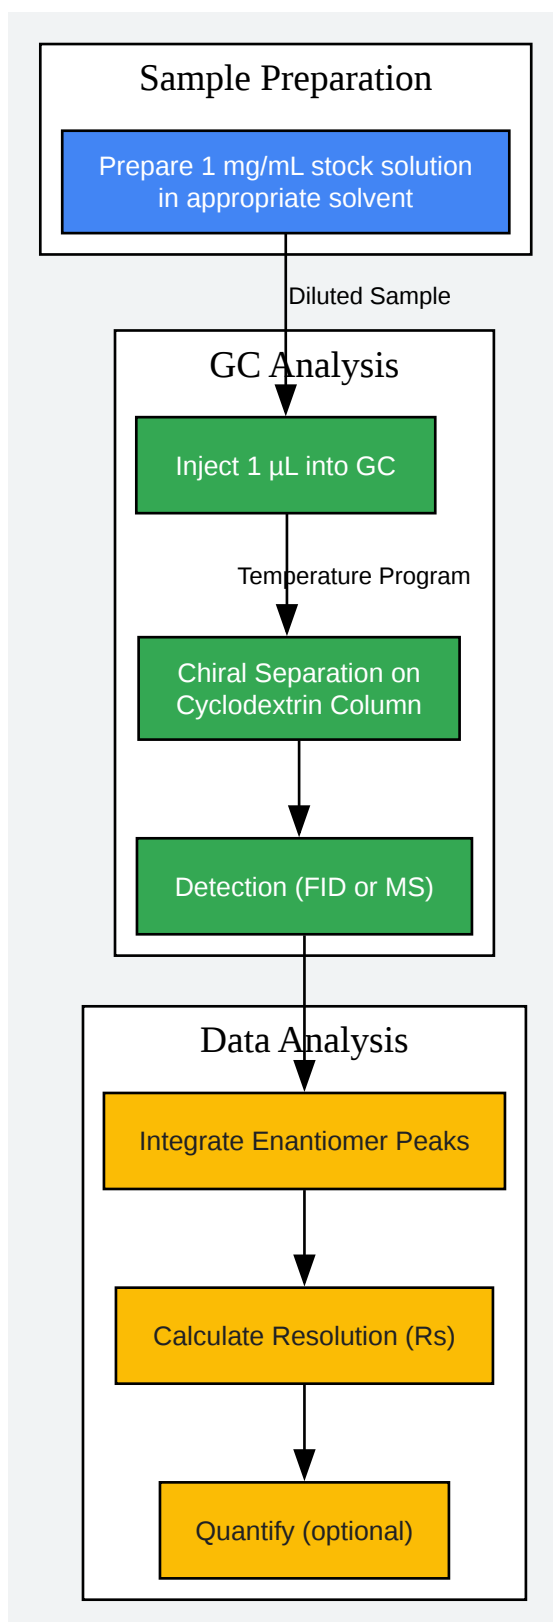 Sample Preparation
Prepare 1 mg/mL stock solution
in appropriate solvent
Diluted Sample
GC Analysis
Inject 1 µL into GC
Temperature Program
Chiral Separation on
Cyclodextrin Column
Detection (FID or MS)
Data Analysis
Integrate Enantiomer Peaks
Calculate Resolution (Rs)
Quantify (optional)